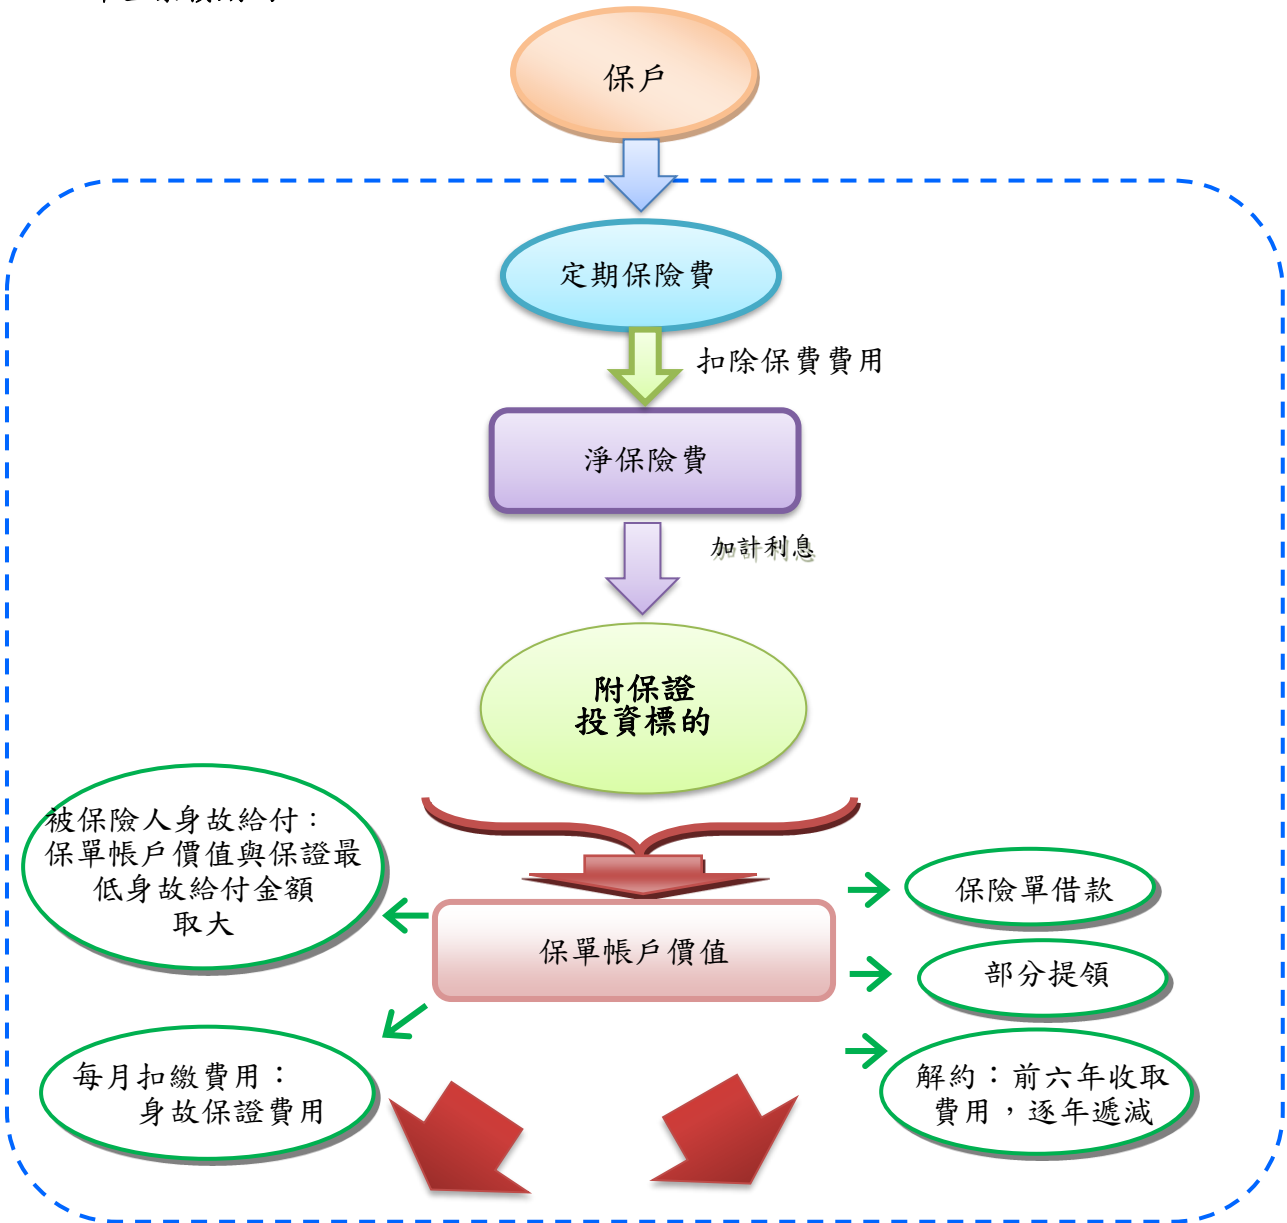 保戶
定期保險費
扣除保費費用
淨保險費
加計利息
附保證
投資標的
被保險人身故給付：
保單帳戶價值與保證最
低身故給付金額
取大
保單帳戶價值
保險單借款
部分提領
每月扣繳費用：
身故保證費用
解約：前六年收取
費用，逐年遞減